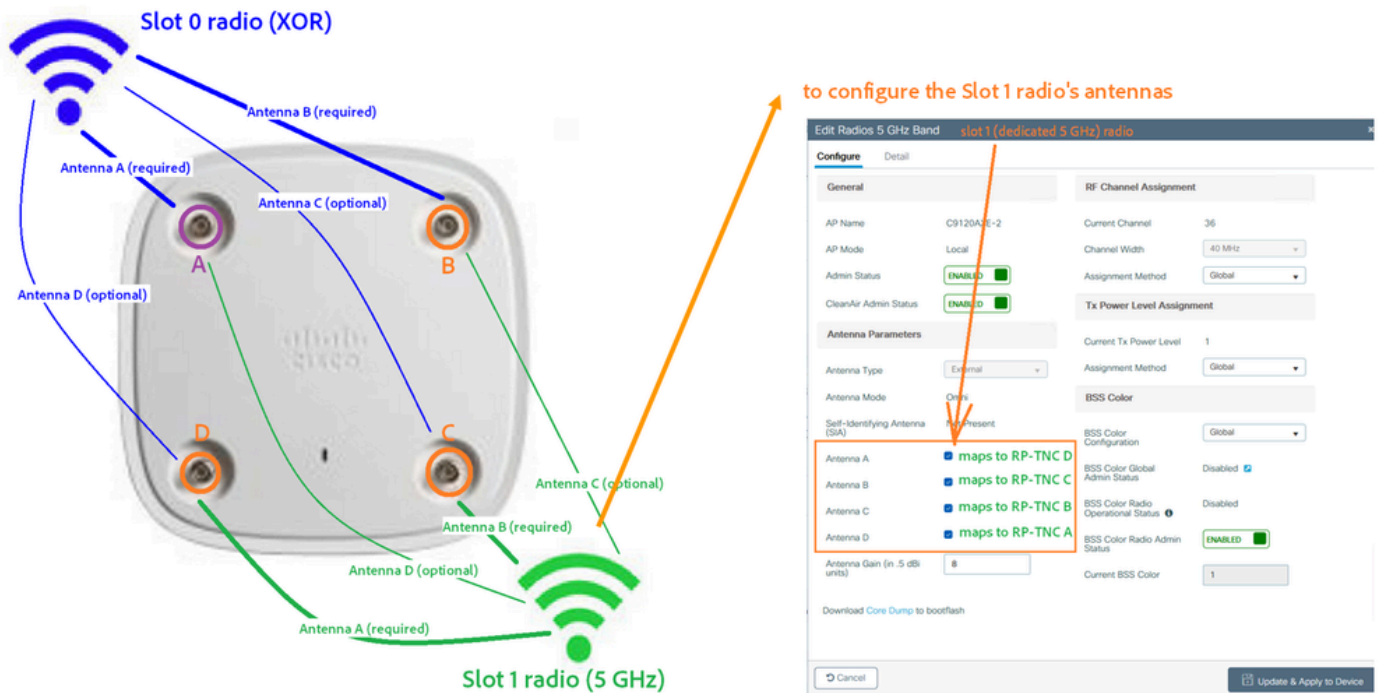 Slot 0 radio (XOR)
Antenna B (required)
Antenna A (required)
Antenna C (optional)
A
B
Antenna D (optional)
cisco
D
C
Antenna C (optional)
Antenna B (required)
Antenna D (optional)
Antenna A (required)
Slot 1 radio (5 GHz)
to configure the Slot 1 radio's antennas
Edit Radios 5 GHz Band
slot 1 (dedicated 5 GHz) radio
Configure
Detail
General
AP Name
AP Mode
Local
Admin Status
ENABLED
CleanAir Admin Status
ENABLED
Antenna Parameters
Antenna Type
External
Antenna Mode
Omni
Self-Identifying Antenna
(SIA)
Not Present
Antenna A
maps to RP-TNC D
Antenna B
maps to RP-TNC C
Antenna C
maps to RP-TNC B
Antenna D
maps to RP-TNC A
Antenna Gain (in .5 dBi
units)
8
Download Core Dump to bootflash
RF Channel Assignment
Current Channel
36
Channel Width
40 MHz
Assignment Method
Global
Tx Power Level Assignment
Current Tx Power Level
1
Assignment Method
Global
BSS Color
BSS Color
Configuration
Global
BSS Color Global
Admin Status
Disabled
BSS Color Radio
Operational Status
Disabled
BSS Color Radio Admin
Status
ENABLED
Current BSS Color
1
Cancel
Update & Apply to Device